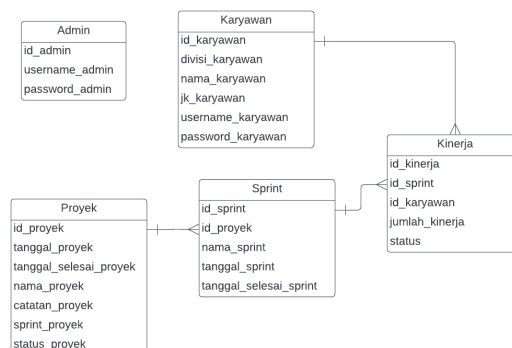 Admin
id_admin
username_admin
password_admin
Karyawan
id_karyawan
divisi_karyawan
nama_karyawan
jk_karyawan
username_karyawan
password_karyawan
Kinerja
id_kinerja
id_sprint
id_karyawan
jumlah_kinerja
status
Sprint
id_sprint
id_proyek
nama_sprint
tanggal_sprint
tanggal_selesai_sprint
Proyek
id_proyek
tanggal_proyek
tanggal_selesai_proyek
nama_proyek
catatan_proyek
sprint_proyek
status_proyek